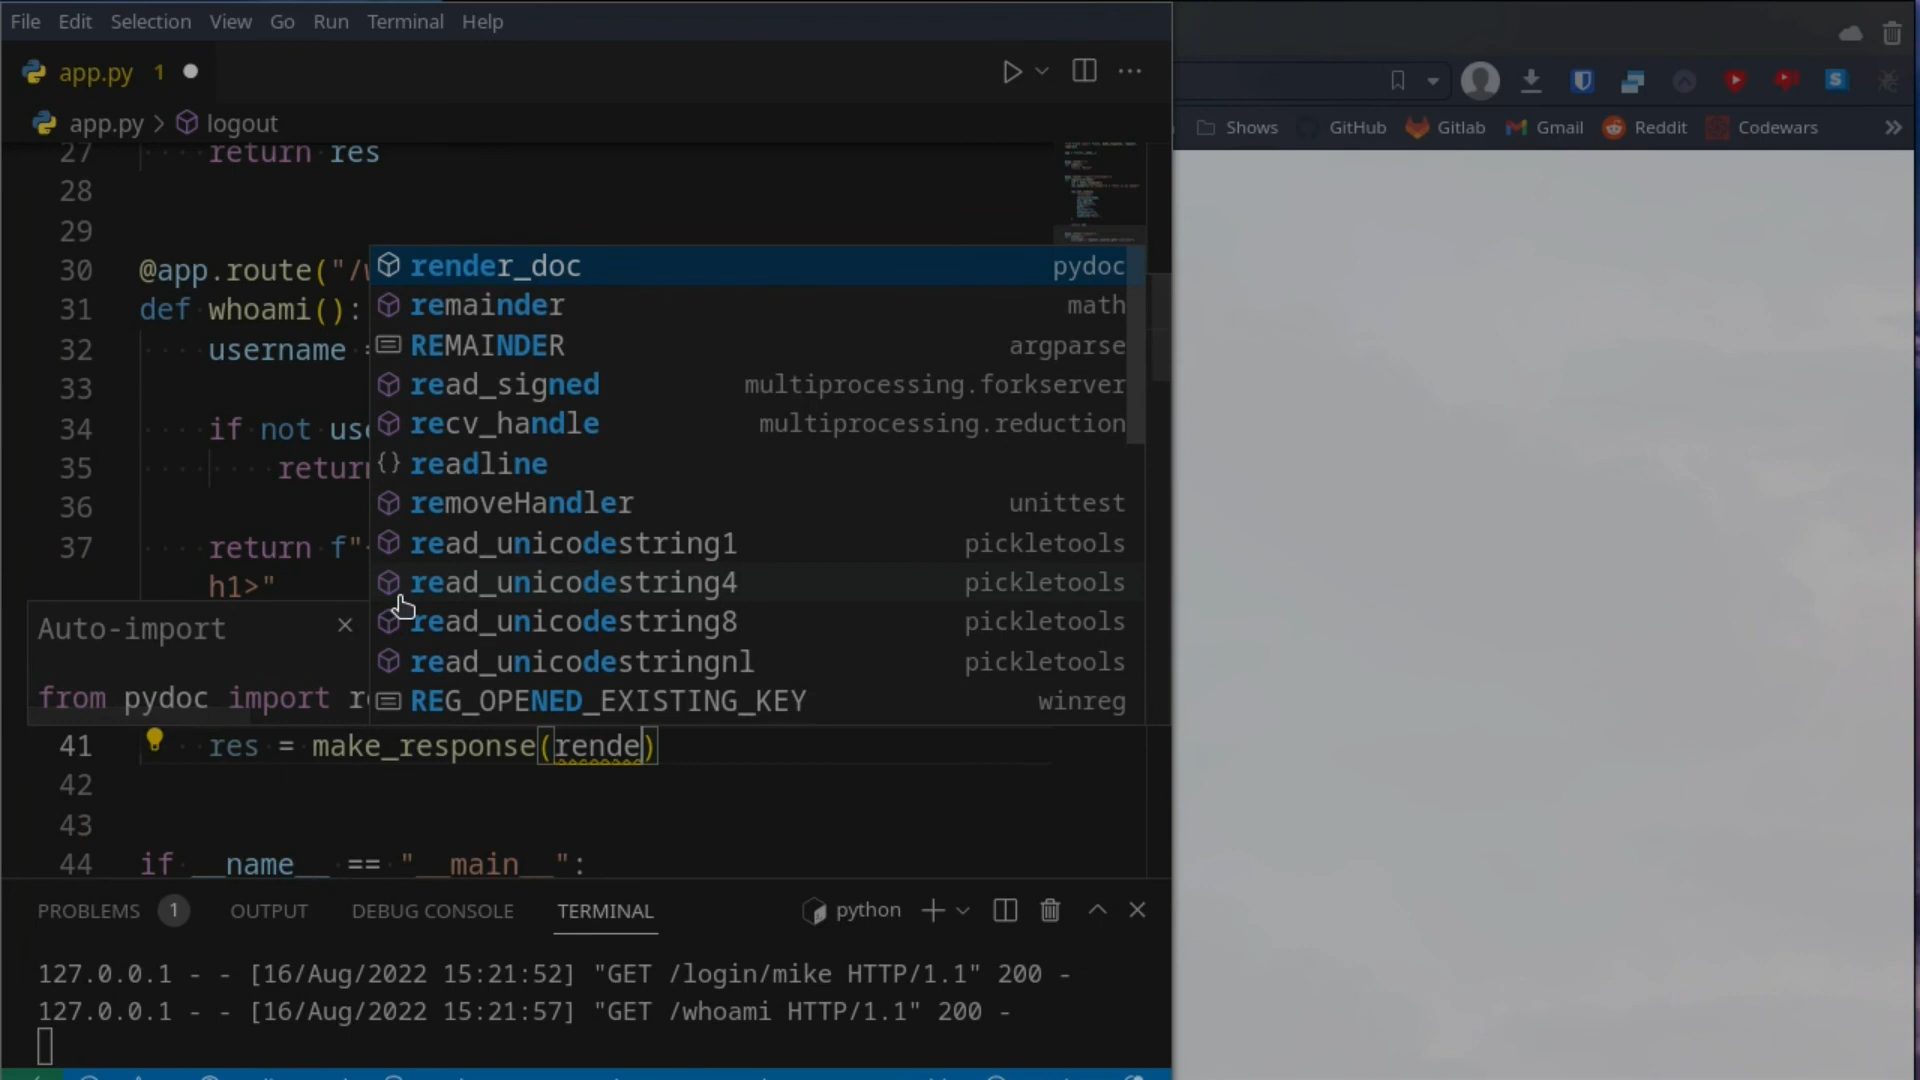 File Edit Selection View Go Run Terminal Help
app.py 1
app.py > logout
Shows GitHub Gitlab Gmail Reddit Codewars »
27 return res
28
29
30 @app.route("/
31 def whoami():
32 username
33
34 if not use
35 return
36
37 return f"
h1>"
render_doc pydoc
remainder math
REMAINDER argparse
read_signed multiprocessing.forkserver
recv_handle multiprocessing.reduction
readline
removeHandler unittest
read_unicodestring1 pickletools
read_unicodestring4 pickletools
read_unicodestring8 pickletools
read_unicodestringnl pickletools
REG_OPENED_EXISTING_KEY winreg
Auto-import ×
from pydoc import re
41 res = make_response(rende)
42
43
44 if __name__ == "__main__":
PROBLEMS 1 OUTPUT DEBUG CONSOLE TERMINAL python
127.0.0.1 - - [16/Aug/2022 15:21:52] "GET /login/mike HTTP/1.1" 200 -
127.0.0.1 - - [16/Aug/2022 15:21:57] "GET /whoami HTTP/1.1" 200 -